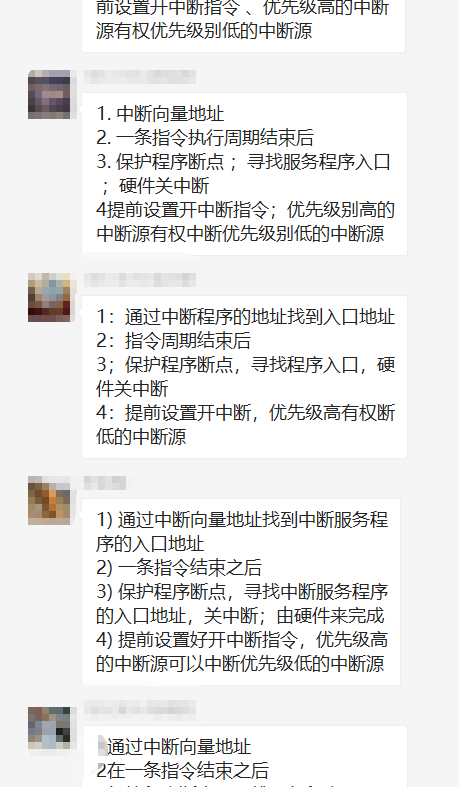 前设置开中断指令 、优先级高的中断
源有权优先级别低的中断源
1. 中断向量地址
2. 一条指令执行周期结束后
3. 保护程序断点 ；寻找服务程序入口
；硬件关中断
4提前设置开中断指令；优先级别高的
中断源有权中断优先级别低的中断源
1：通过中断程序的地址找到入口地址
2：指令周期结束后
3；保护程序断点，寻找程序入口，硬
件关中断
4：提前设置开中断，优先级高有权断
低的中断源
1) 通过中断向量地址找到中断服务程
序的入口地址
2) 一条指令结束之后
3) 保护程序断点，寻找中断服务程序
的入口地址，关中断；由硬件来完成
4) 提前设置好开中断指令，优先级高
的中断源可以中断优先级低的中断源
通过中断向量地址
2在一条指令结束之后